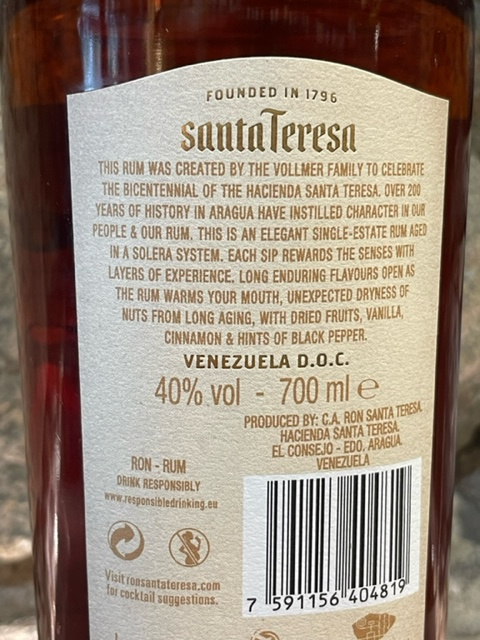 FOUNDED IN 1796
santaTeresa
THIS RUM WAS CREATED BY THE VOLLMER FAMILY TO CELEBRATE
THE BICENTENNIAL OF THE HACIENDA SANTA TERESA. OVER 200
YEARS OF HISTORY IN ARAGUA HAVE INSTILLED CHARACTER IN OUR
PEOPLE & OUR RUM. THIS IS AN ELEGANT SINGLE-ESTATE RUM AGED
IN A SOLERA SYSTEM. EACH SIP REWARDS THE SENSES WITH
LAYERS OF EXPERIENCE. LONG ENDURING FLAVOURS OPEN AS
THE RUM WARMS YOUR MOUTH, UNEXPECTED DRYNESS OF
NUTS FROM LONG AGING, WITH DRIED FRUITS, VANILLA,
CINNAMON & HINTS OF BLACK PEPPER.
VENEZUELA D.O.C.
40% vol - 700 ml e
PRODUCED BY: C.A. RON SANTA TERESA.
HACIENDA SANTA TERESA.
EL CONSEJO - EDO. ARAGUA.
VENEZUELA
RON - RUM
DRINK RESPONSIBLY
www.responsibledrinking.eu
Visit ronsantateresa.com
for cocktail suggestions.
7 591156 404819